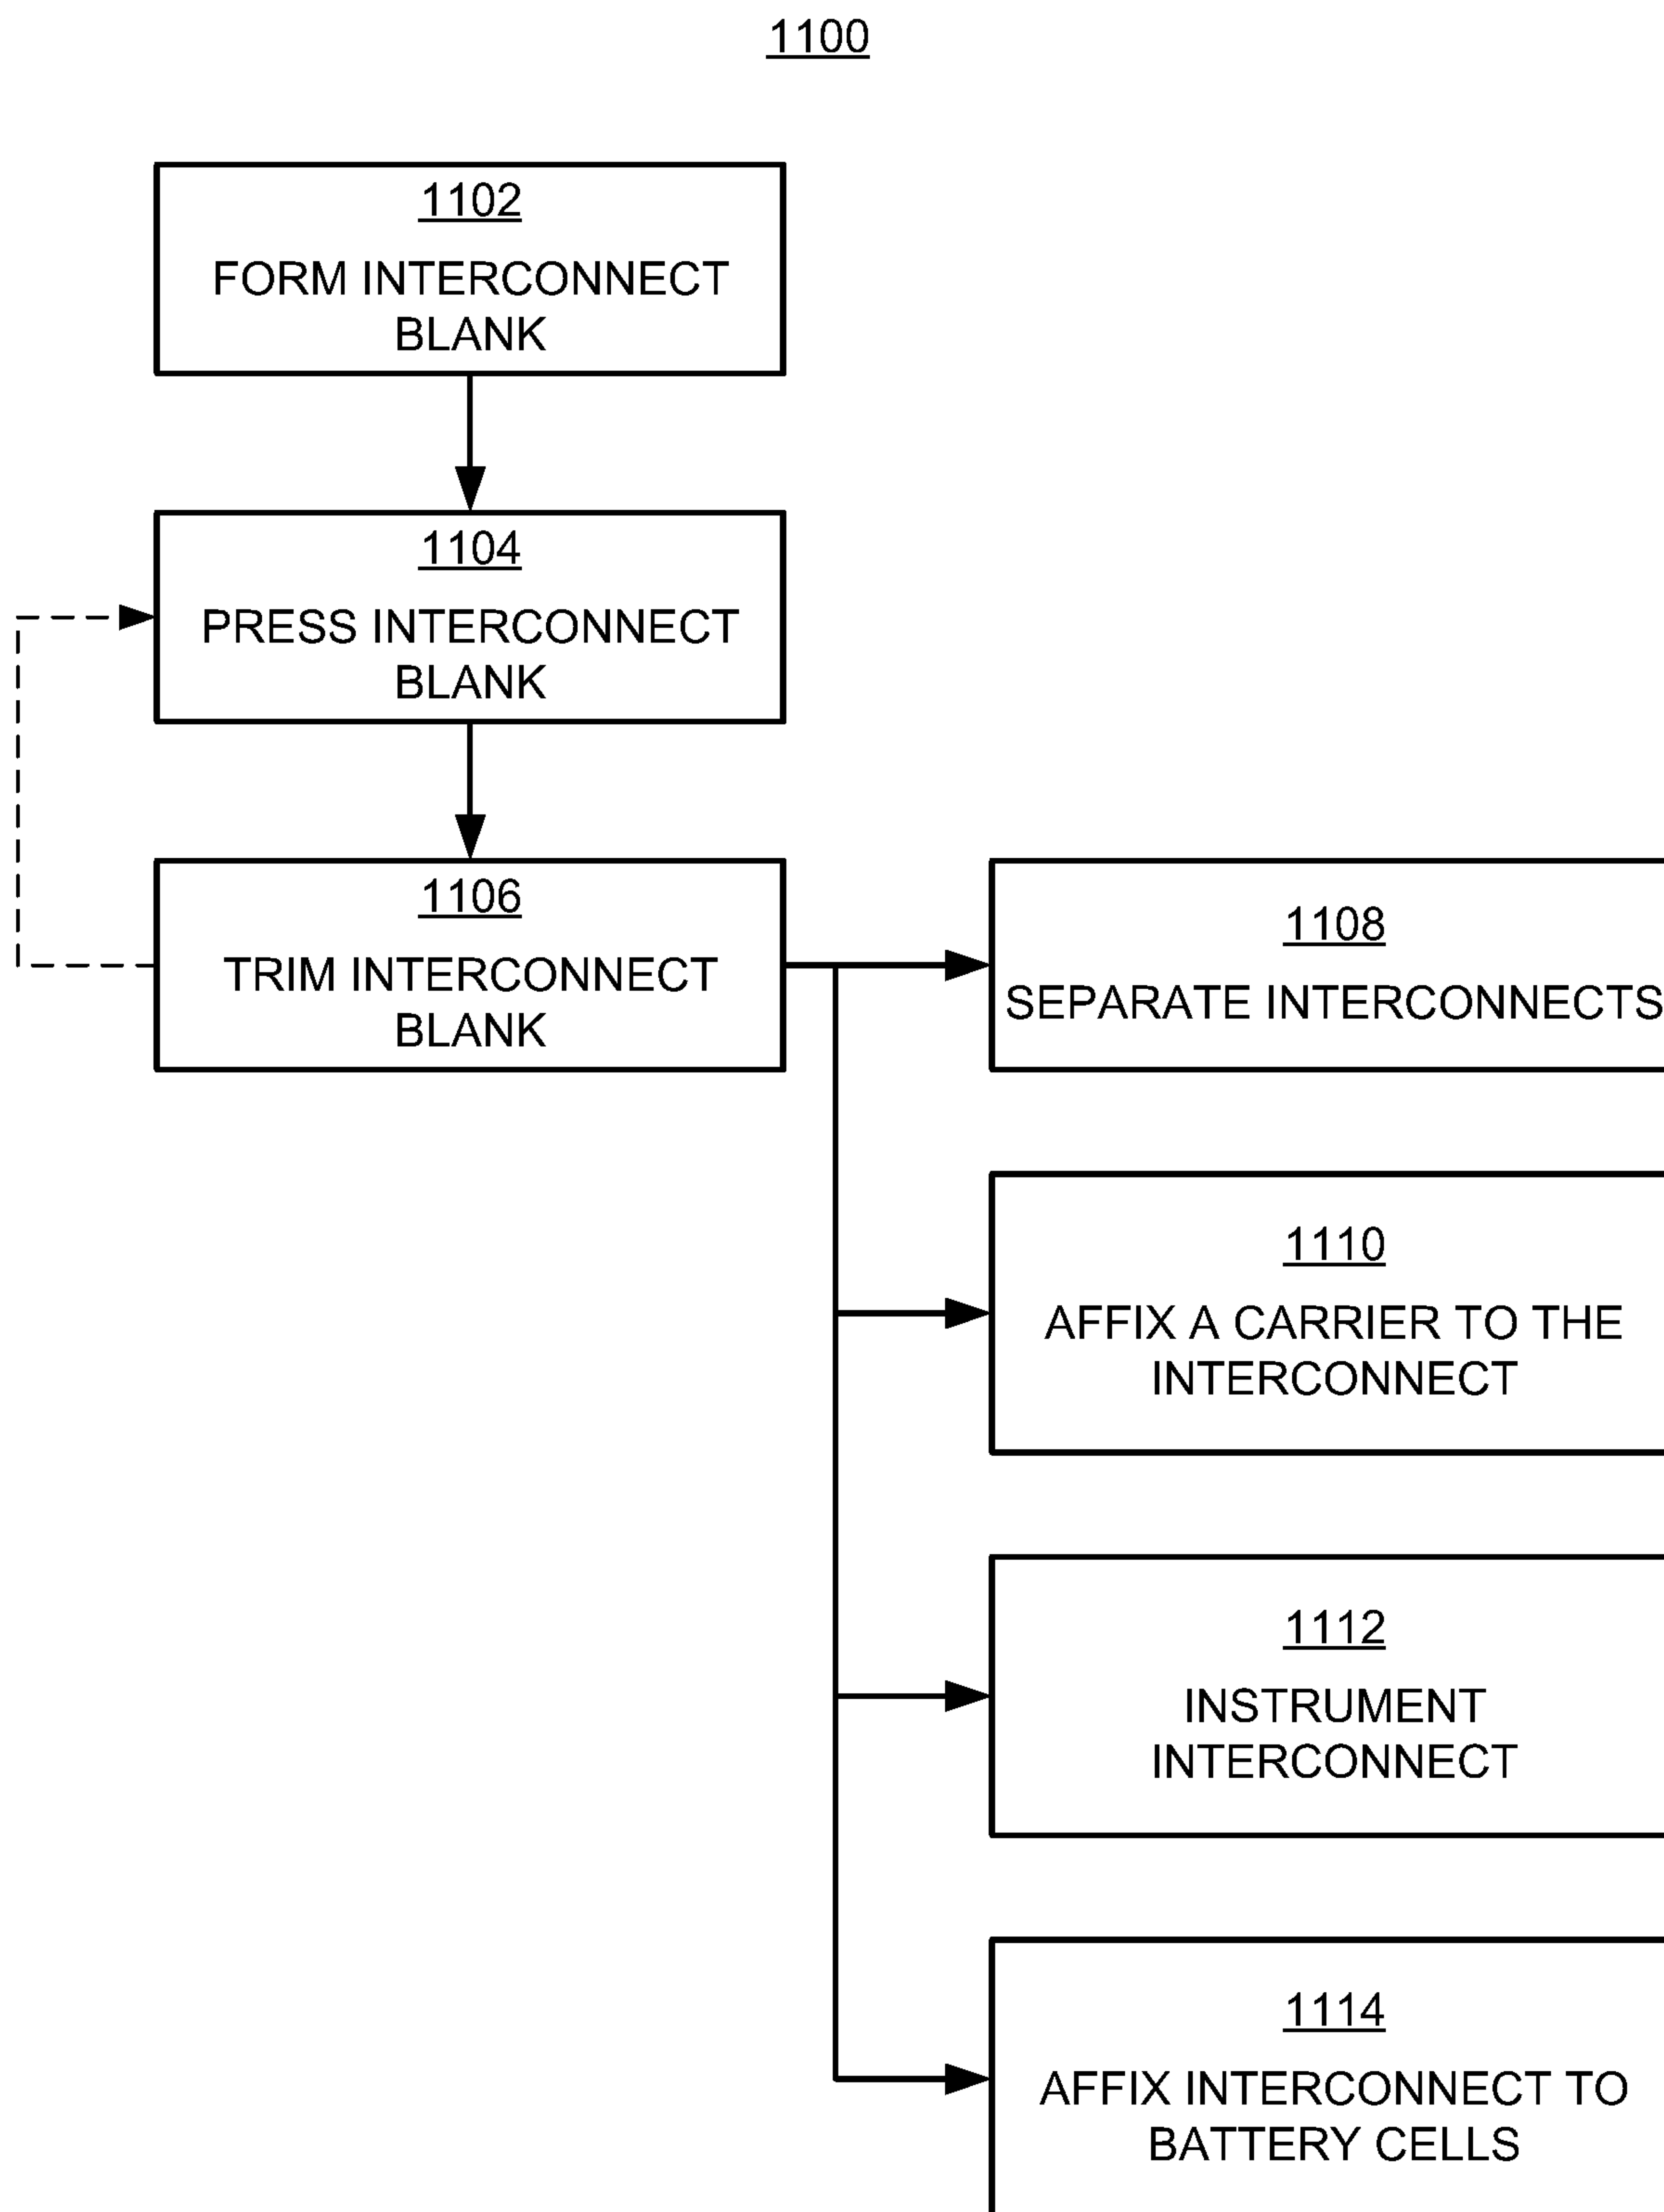 1100
1102
FORM INTERCONNECT
BLANK
1104
PRESS INTERCONNECT
BLANK
1106
TRIM INTERCONNECT
BLANK
1108
SEPARATE INTERCONNECTS
1110
AFFIX A CARRIER TO THE
INTERCONNECT
1112
INSTRUMENT
INTERCONNECT
1114
AFFIX INTERCONNECT TO
BATTERY CELLS